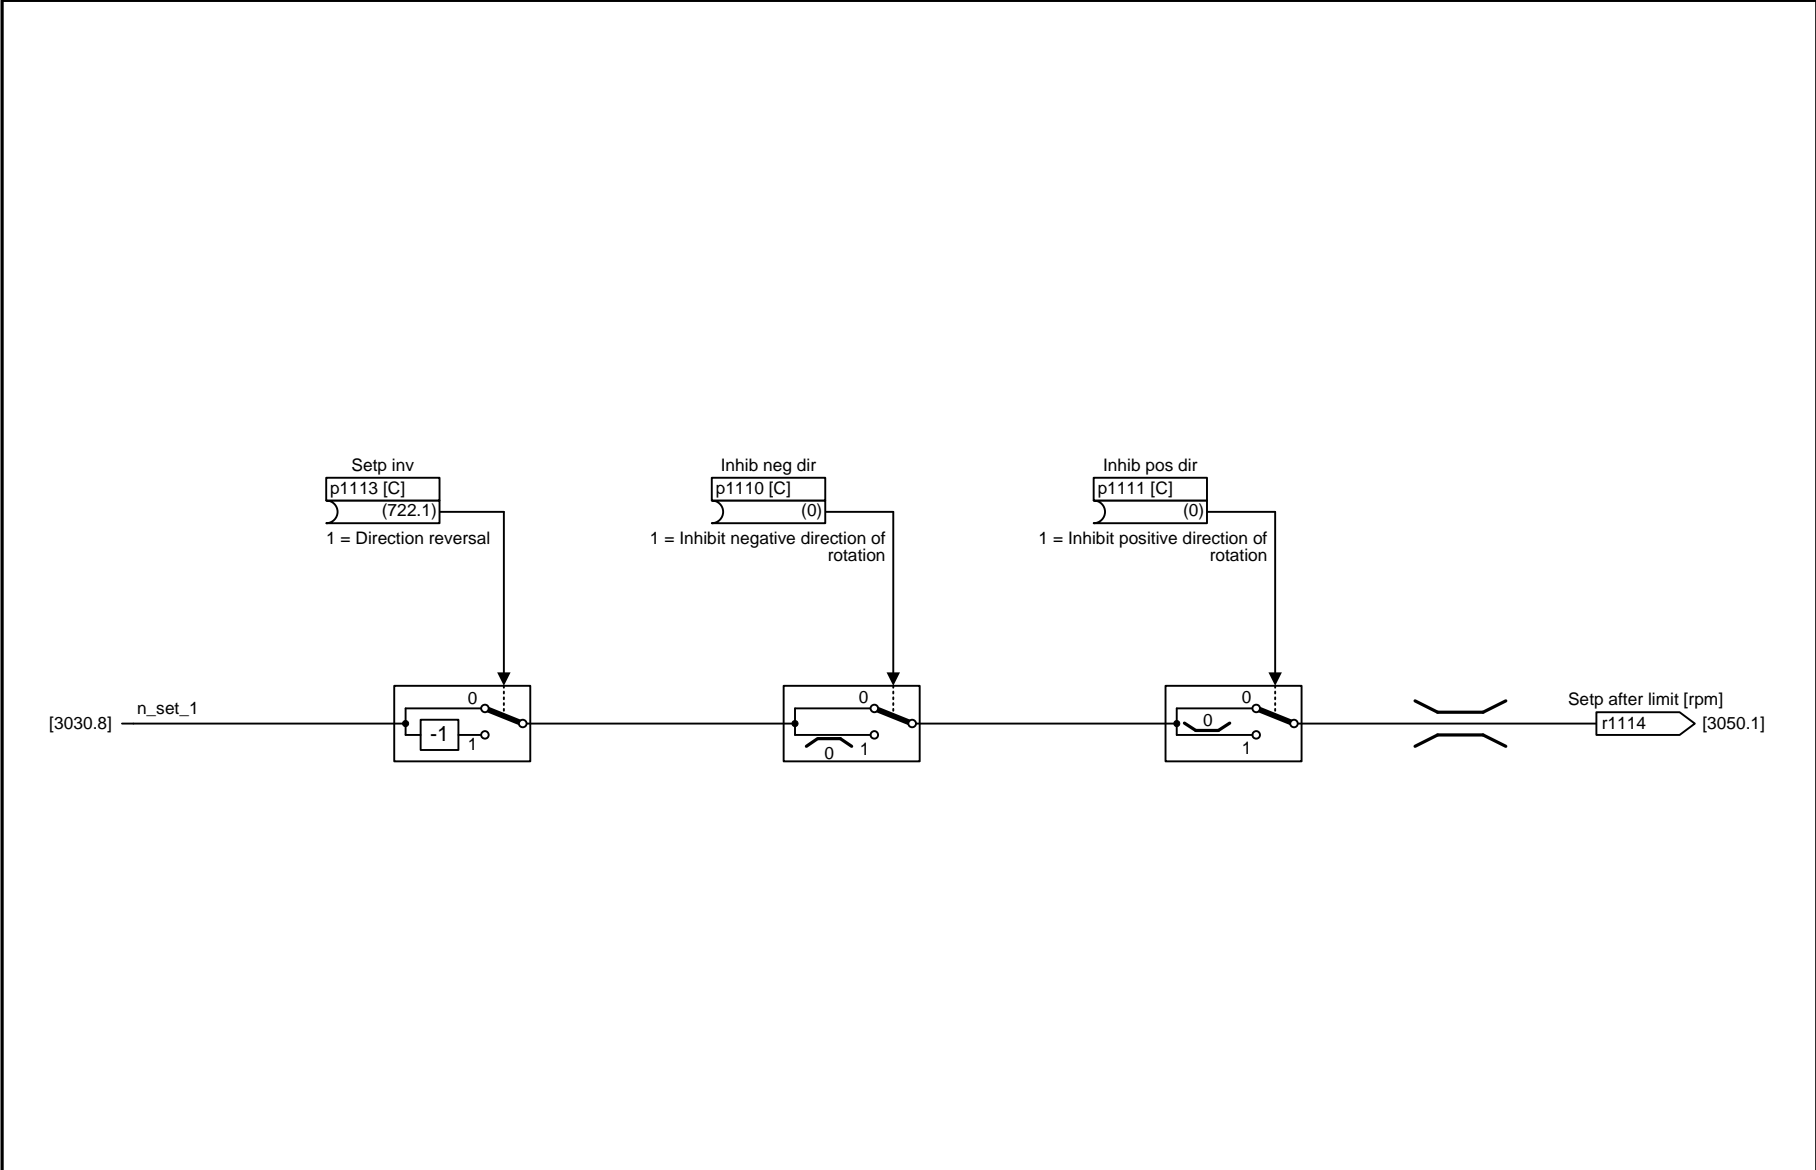 Setp inv
p1113 [C]
(722.1)
1 = Direction reversal
Inhib neg dir
p1110 [C]
(0)
1 = Inhibit negative direction of
rotation
Inhib pos dir
p1111 [C]
(0)
1 = Inhibit positive direction of
rotation
[3030.8]
n_set_1
0
-1
1
0
0
1
0
0
1
Setp after limit [rpm]
r1114
[3050.1]